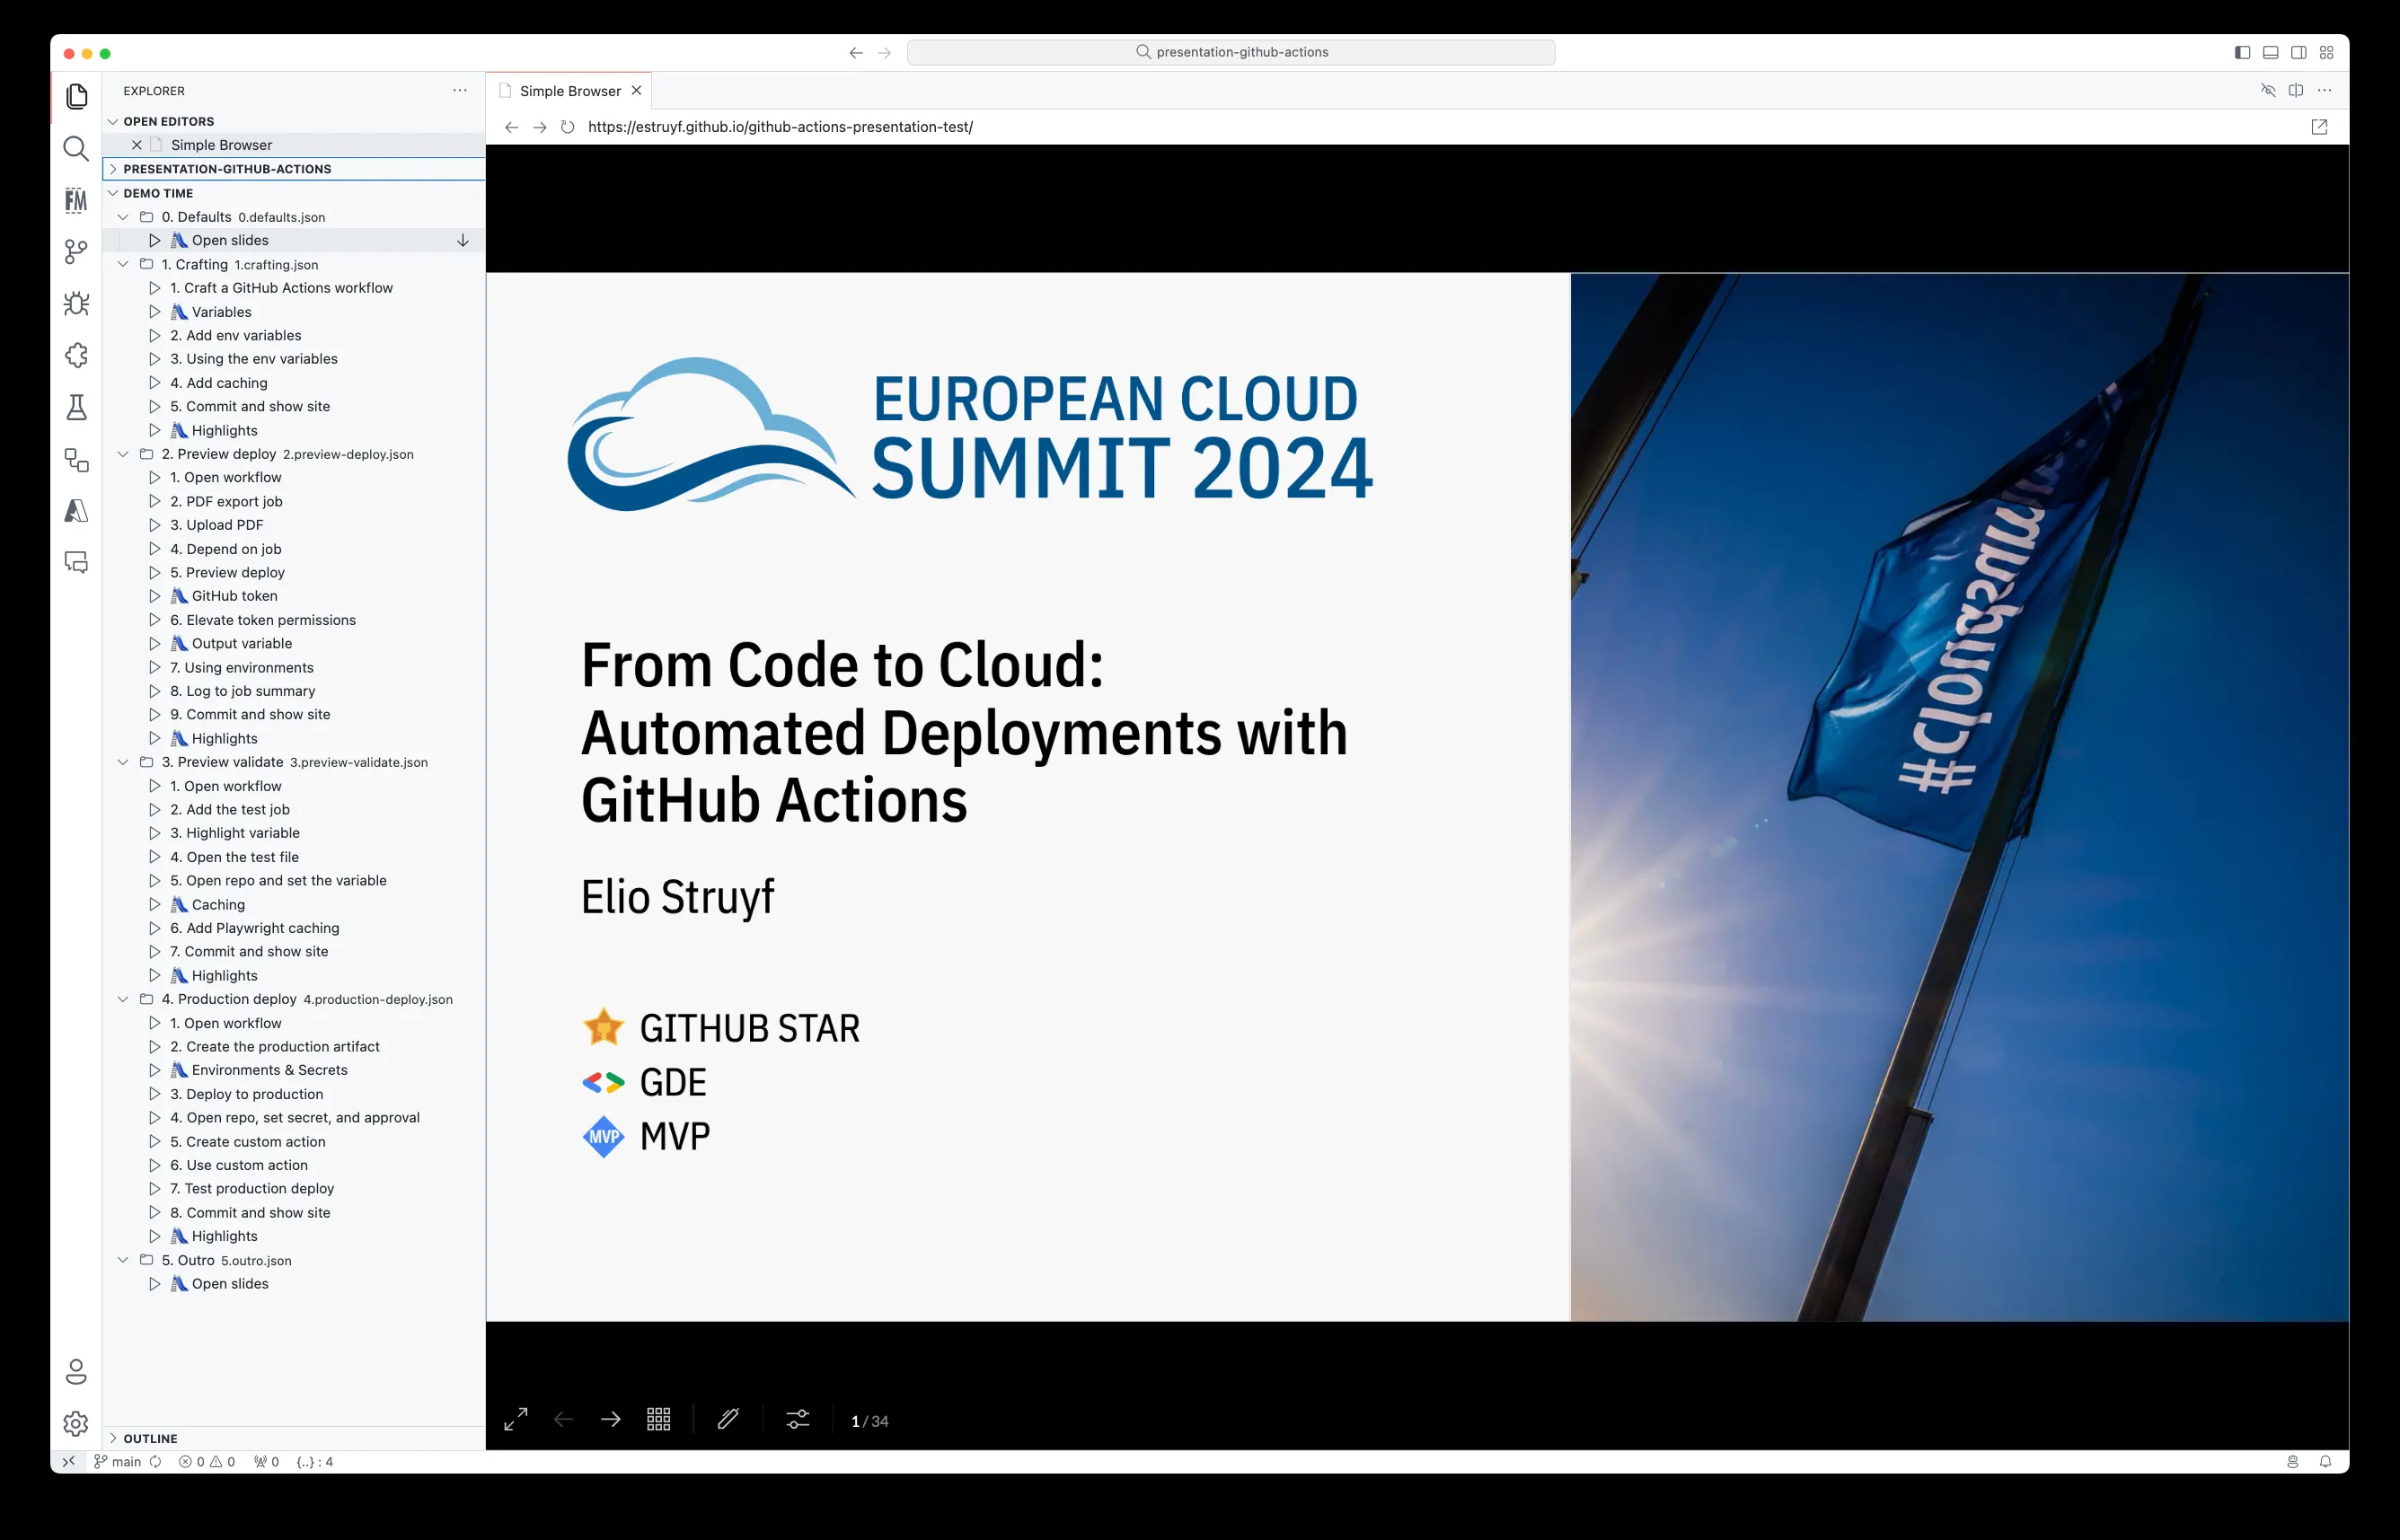 presentation-github-actions
EXPLORER
OPEN EDITORS
Simple Browser
PRESENTATION-GITHUB-ACTIONS
DEMO TIME
0. Defaults 0.defaults.json
Open slides
1. Crafting 1.crafting.json
1. Craft a GitHub Actions workflow
Variables
2. Add env variables
3. Using the env variables
4. Add caching
5. Commit and show site
Highlights
2. Preview deploy 2.preview-deploy.json
1. Open workflow
2. PDF export job
3. Upload PDF
4. Depend on job
5. Preview deploy
GitHub token
6. Elevate token permissions
Output variable
7. Using environments
8. Log to job summary
9. Commit and show site
Highlights
3. Preview validate 3.preview-validate.json
1. Open workflow
2. Add the test job
3. Highlight variable
4. Open the test file
5. Open repo and set the variable
Caching
6. Add Playwright caching
7. Commit and show site
Highlights
4. Production deploy 4.production-deploy.json
1. Open workflow
2. Create the production artifact
Environments & Secrets
3. Deploy to production
4. Open repo, set secret, and approval
5. Create custom action
6. Use custom action
7. Test production deploy
8. Commit and show site
Highlights
5. Outro 5.outro.json
Open slides
OUTLINE
FM
Simple Browser
https://estruyf.github.io/github-actions-presentation-test/
EUROPEAN CLOUD
SUMMIT 2024
From Code to Cloud:
Automated Deployments with
GitHub Actions
Elio Struyf
GITHUB STAR
GDE
MVP MVP
1 / 34
main 0 0 0 {..} : 4